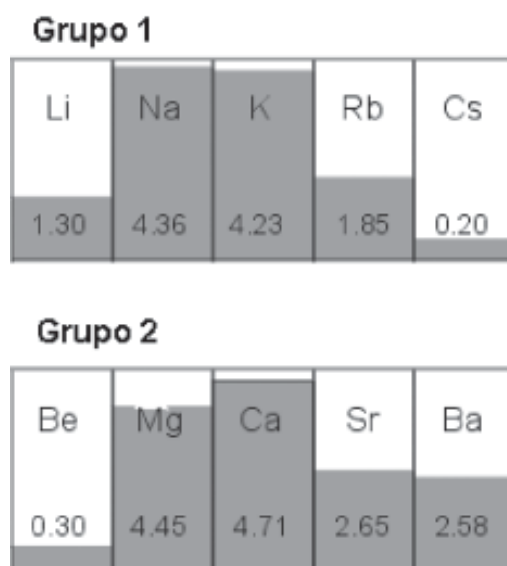 Grupo 1
Li Na K Rb Cs
1.30 4.36 4.23 1.85 0.20
Grupo 2
Be Mg Ca Sr Ba
0.30 4.45 4.71 2.65 2.58